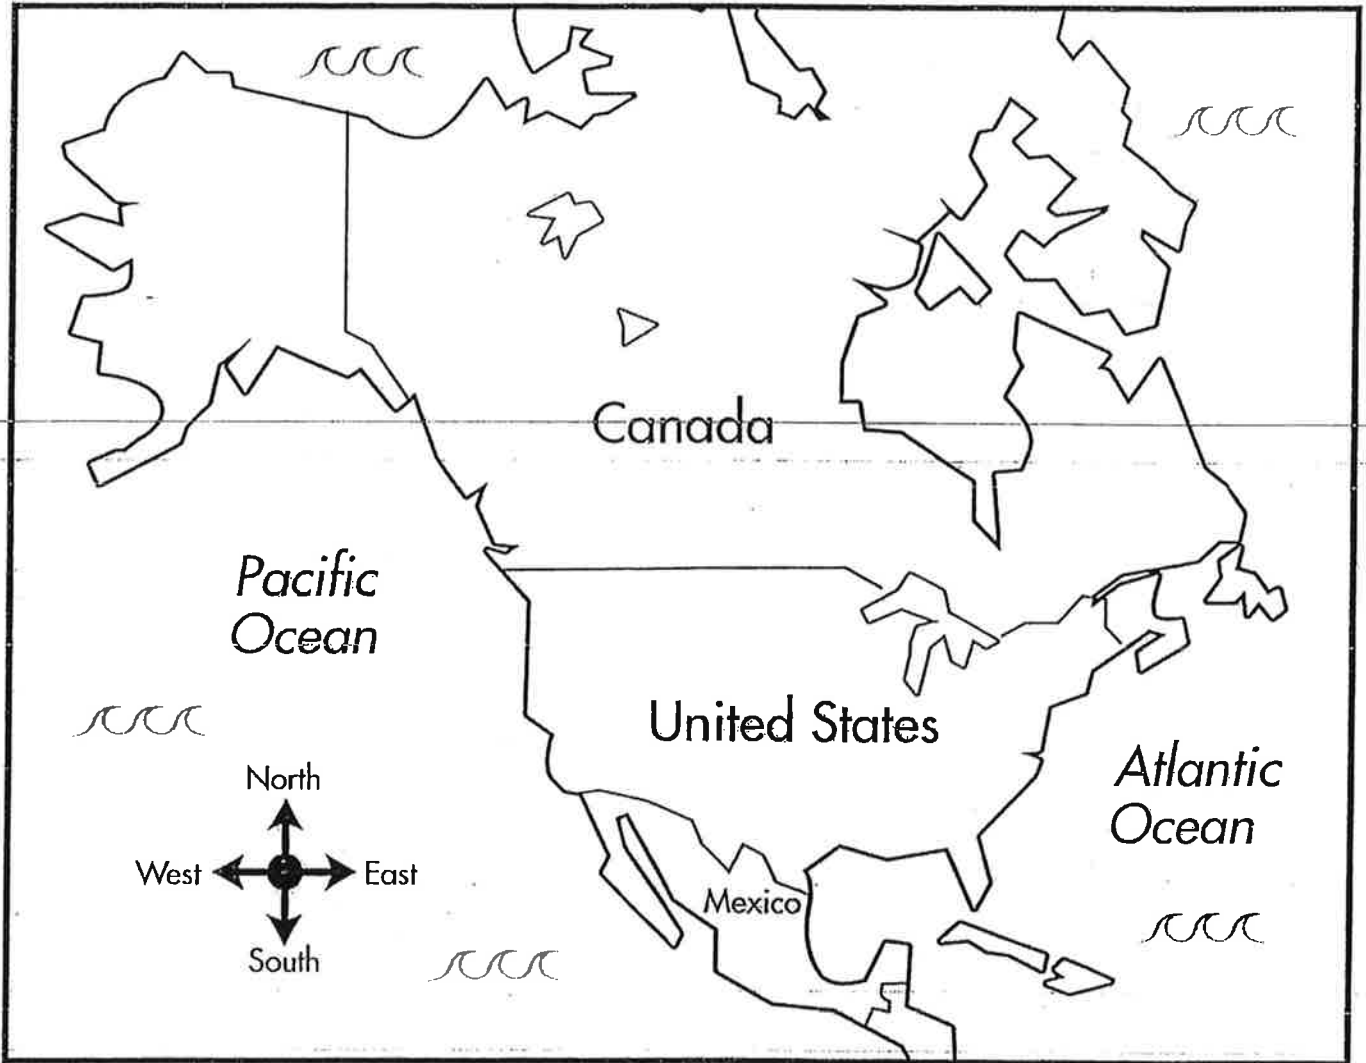 Canada
Pacific
Ocean
United States
Atlantic
Ocean
North
West
East
South
Mexico